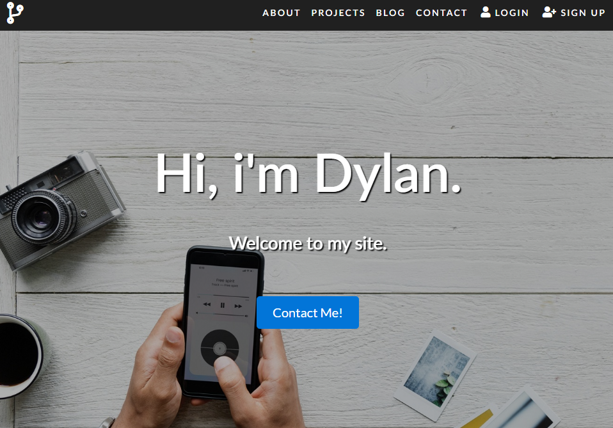 ABOUT PROJECTS BLOG CONTACT LOGIN SIGN UP
Hi, i'm Dylan.
Welcome to my site.
Contact Me!